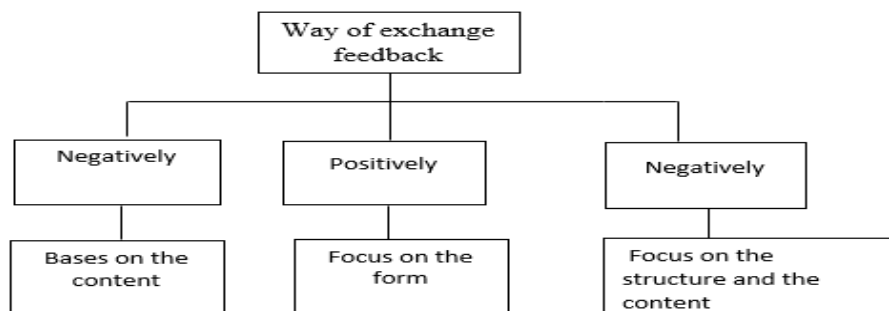 Way of exchange
feedback
Negatively
Positively
Negatively
Bases on the
content
Focus on the
form
Focus on the
structure and the
content